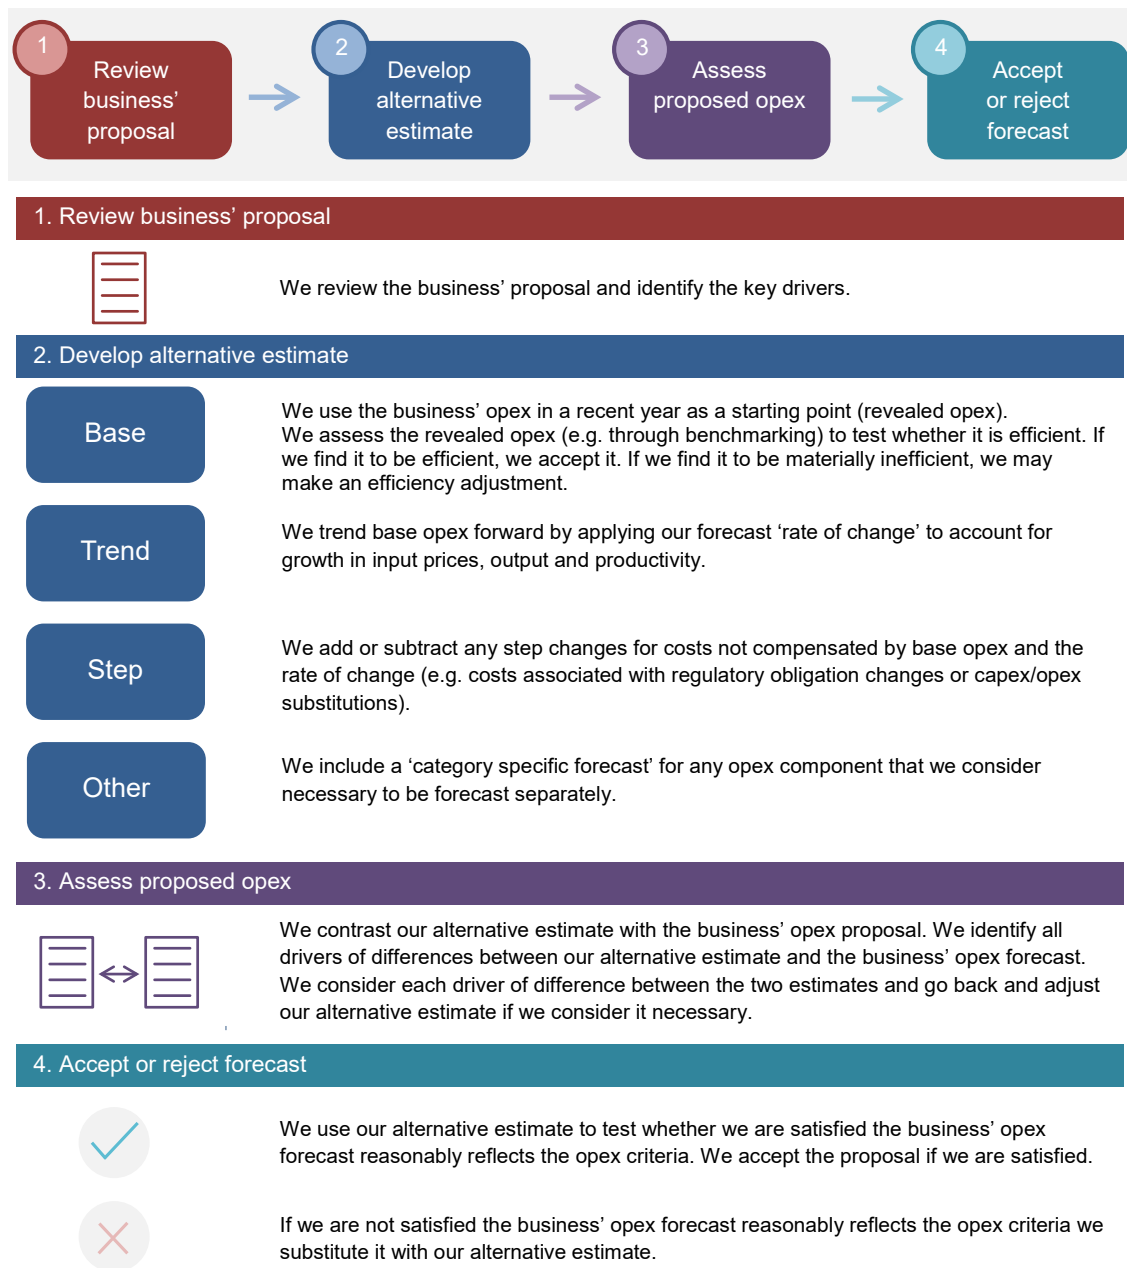 1
Review
business’
proposal
2
Develop
alternative
estimate
3
Assess
proposed opex
4
Accept
or reject
forecast
1. Review business’ proposal
We review the business’ proposal and identify the key drivers.
2. Develop alternative estimate
Base
We use the business’ opex in a recent year as a starting point (revealed opex).
We assess the revealed opex (e.g. through benchmarking) to test whether it is efficient. If
we find it to be efficient, we accept it. If we find it to be materially inefficient, we may
make an efficiency adjustment.
Trend
We trend base opex forward by applying our forecast ‘rate of change’ to account for
growth in input prices, output and productivity.
Step
We add or subtract any step changes for costs not compensated by base opex and the
rate of change (e.g. costs associated with regulatory obligation changes or capex/opex
substitutions).
Other
We include a ‘category specific forecast’ for any opex component that we consider
necessary to be forecast separately.
3. Assess proposed opex
We contrast our alternative estimate with the business’ opex proposal. We identify all
drivers of differences between our alternative estimate and the business’ opex forecast.
We consider each driver of difference between the two estimates and go back and adjust
our alternative estimate if we consider it necessary.
4. Accept or reject forecast
We use our alternative estimate to test whether we are satisfied the business’ opex
forecast reasonably reflects the opex criteria. We accept the proposal if we are satisfied.
If we are not satisfied the business’ opex forecast reasonably reflects the opex criteria we
substitute it with our alternative estimate.